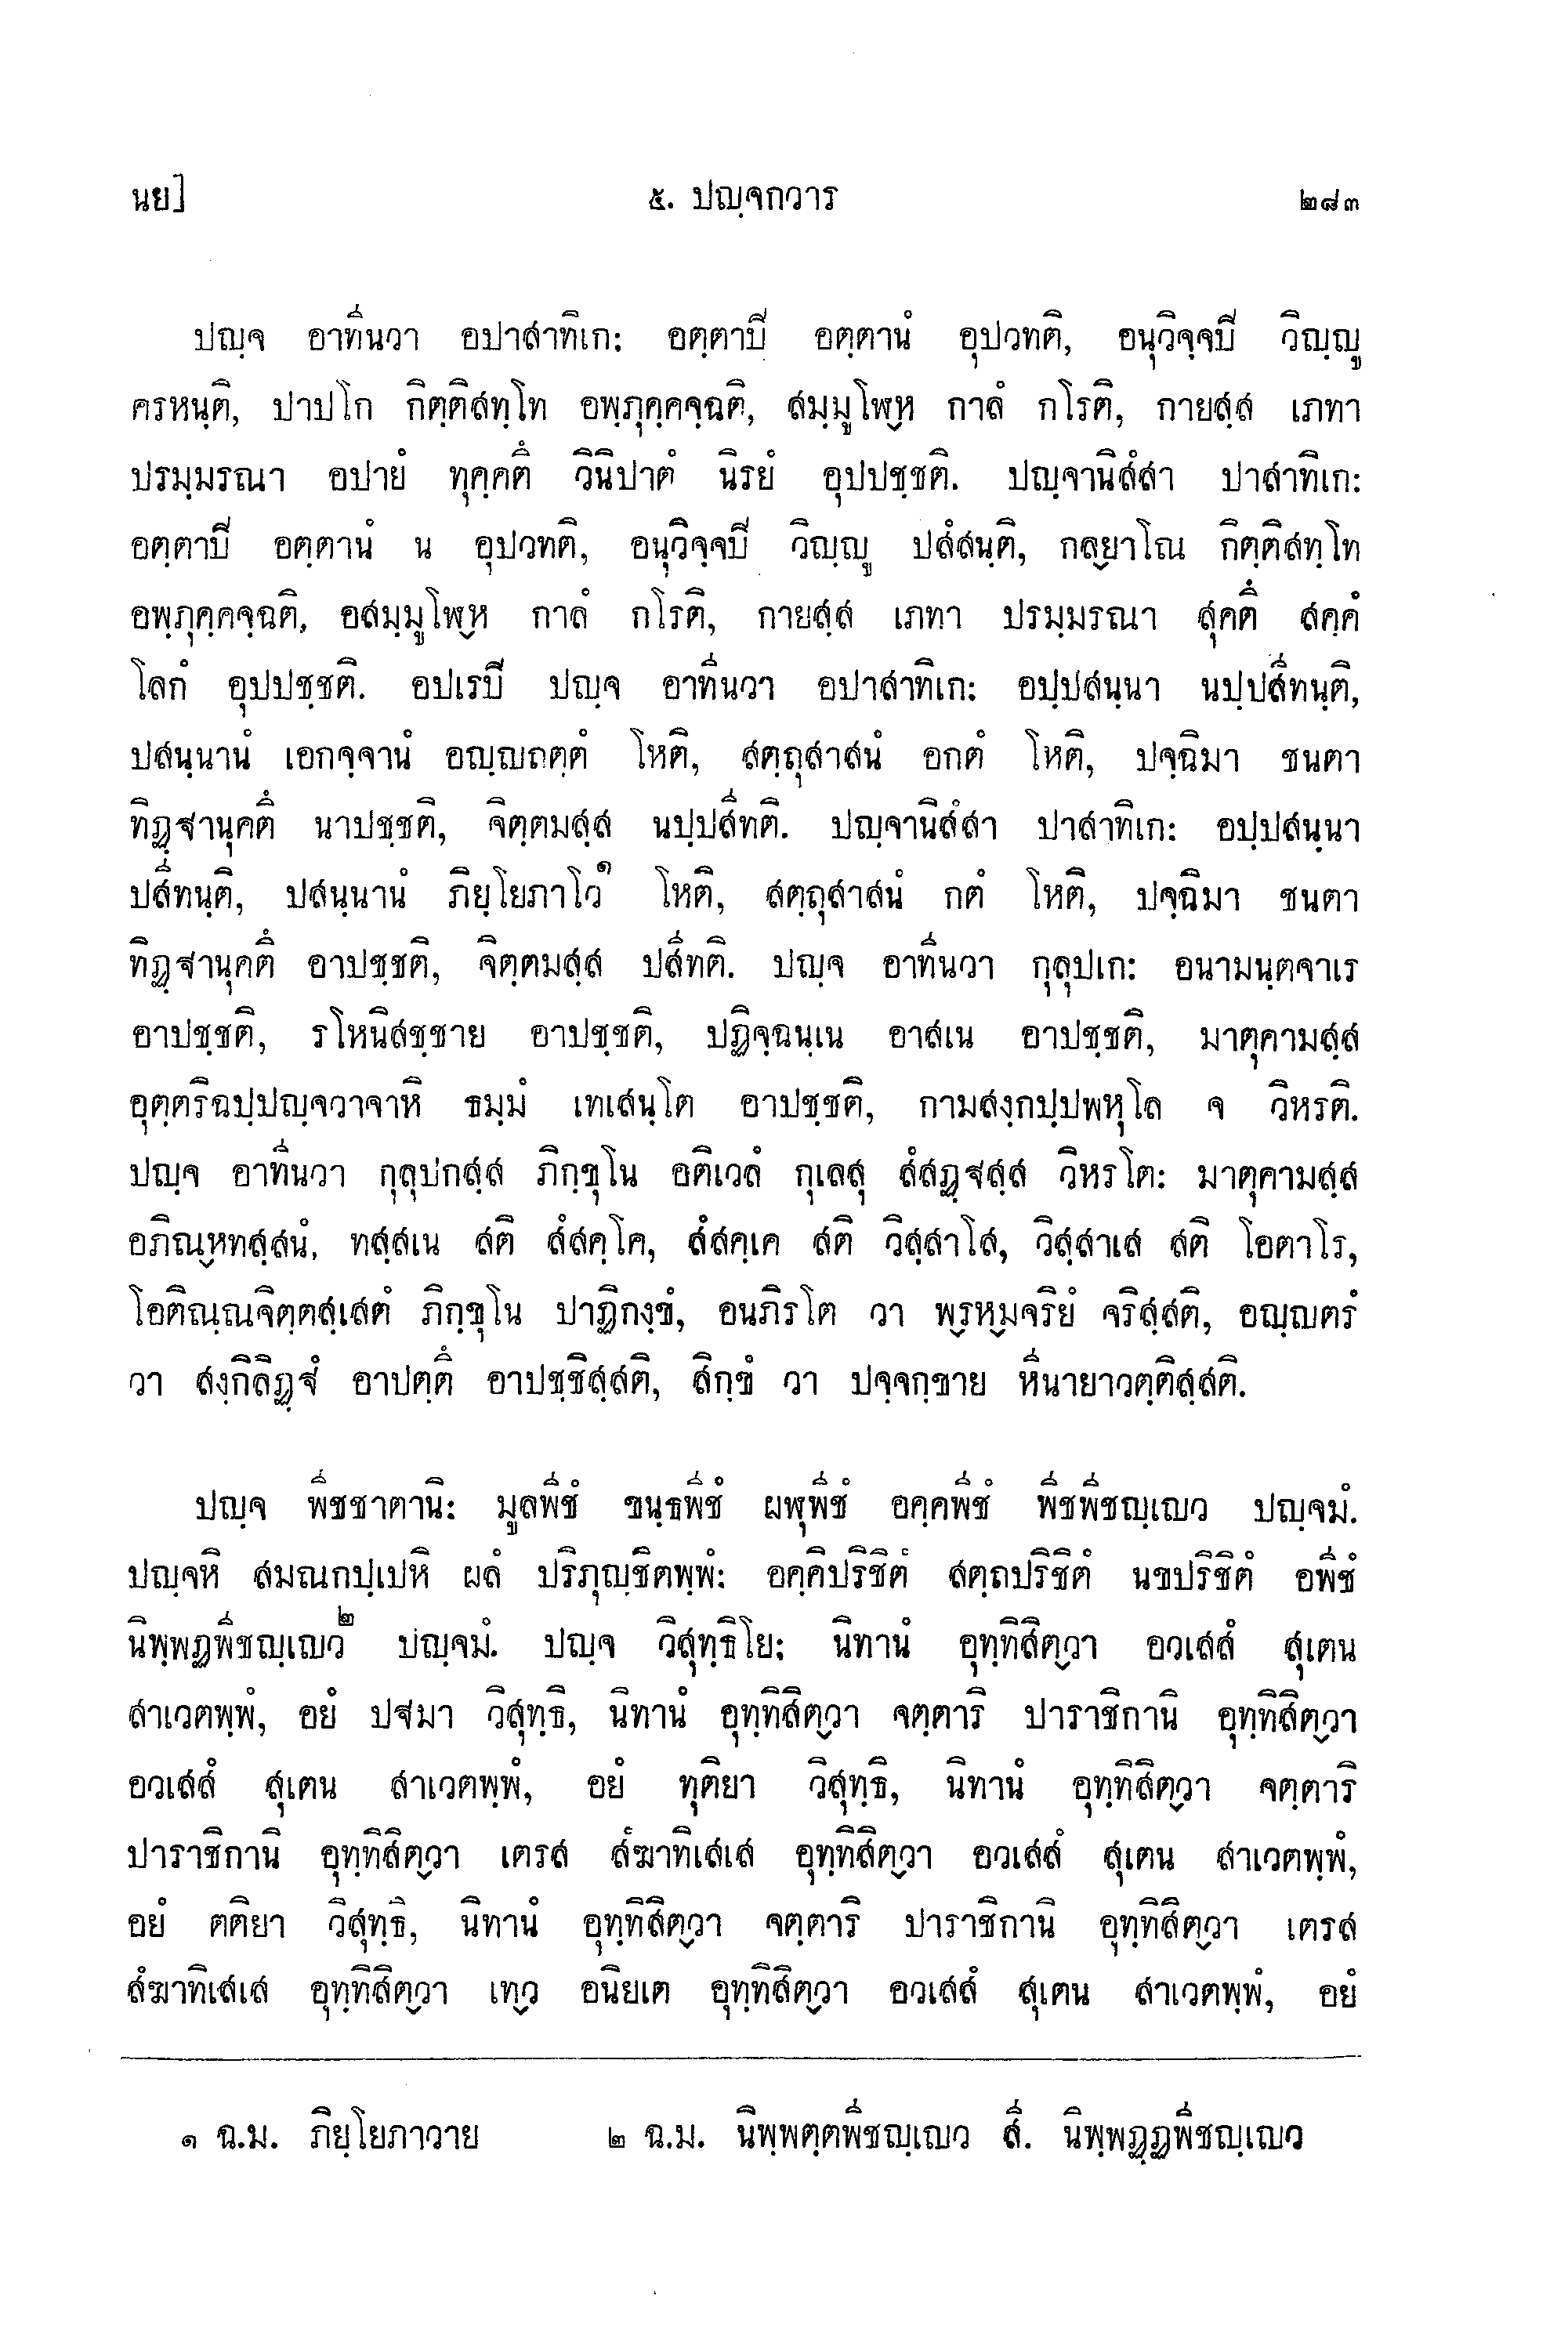 นย]	๕. ปญฺจกวาร	๒๘๓
ปญฺจ อาทีนวา อปาสาทิเก: อตฺตาปิ อตฺตานํ อุปวทติ, อนุวิจฺจปิ วิญฺญู
ครหนฺติ, ปาปโก กิตฺติสทฺโท อพฺภุคฺคจฺฉติ, สมฺมูโฬฺห กาลํ กโรติ, กายสฺส เภทา
ปรมฺมรณา อปายํ ทุคฺคตึ วินิปาตํ นิรยํ อุปปชฺชติ. ปญฺจานิสํสา ปาสาทิเก:
อตฺตาปิ อตฺตานํ น อุปวทติ, อนุวิจฺจปิ วิญฺญู ปสํสนฺติ, กลฺยาโณ กิตฺติสทฺโท
อพฺภุคฺคจฺฉติ, อสมฺมูโฬฺห กาลํ กโรติ, กายสฺส เภทา ปรมฺมรณา สุคตึ สคฺคํ
โลกํ อุปปชฺชติ. อปเรปิ ปญฺจ อาทีนวา อปาสาทิเก: อปฺปสนฺนา นปฺปสีทนฺติ,
ปสนฺนานํ เอกจฺจานํ อญฺญถตฺตํ โหติ, สตฺถุสาสนํ อกตํ โหติ, ปจฺฉิมา ชนตา
ทิฏฺฐานุคตึ นาปชฺชติ, จิตฺตมสฺส นปฺปสีทติ. ปญฺจานิสํสา ปาสาทิเก: อปฺปสนฺนา
ปสีทนฺติ, ปสนฺนานํ ภิยฺโยภาโว๑ โหติ, สตฺถุสาสนํ กตํ โหติ, ปจฺฉิมา ชนตา
ทิฏฺฐานุคตึ อาปชฺชติ, จิตฺตมสฺส ปสีทติ. ปญฺจ อาทีนวา กุลุปเก: อนามนฺตจาเร
อาปชฺชติ, รโหนิสชฺชาย อาปชฺชติ, ปฏิจฺฉนฺเน อาสเน อาปชฺชติ, มาตุคามสฺส
อุตฺตริฉปฺปญฺจวาจาหิ ธมฺมํ เทเสนฺโต อาปชฺชติ, กามสงฺกปฺปพหุโล จ วิหรติ.
ปญฺจ อาทีนวา กุลุปกสฺส ภิกฺขุโน อติเวลํ กุเลสุ สํสฏฺฐสฺส วิหรโต: มาตุคามสฺส
อภิณฺหทสฺสนํ, ทสฺสเน สติ สํสคฺโค, สํสคฺเค สติ วิสฺสาโส, วิสฺสาเส สติ โอตาโร,
โอติณฺณจิตฺตสฺเสตํ ภิกฺขุโน ปาฏิกงฺขํ, อนภิรโต วา พฺรหฺมจริยํ จริสฺสติ, อญฺญตรํ
วา สงฺกิลิฏฺฐํ อาปตฺตึ อาปชฺชิสฺสติ, สิกฺขํ วา ปจฺจกฺขาย หีนายาวตฺติสฺสติ.
ปญฺจ พีชชาตานิ: มูลพีชํ ขนฺธพีชํ ผฬุพีชํ อคฺคพีชํ พีชพีชญฺเญว ปญฺจมํ.
ปญฺจหิ สมณกปฺเปหิ ผลํ ปริภุญฺชิตพฺพํ: อคฺคิปริชิตํ สตฺถปริชิตํ นขปริชิตํ อพีชํ
นิพฺพฏพีชญฺเญว๒ ปญฺจมํ. ปญฺจ วิสุทฺธิโย: นิทานํ อุทฺทิสิตฺวา อวเสสํ สุเตน
สาเวตพฺพํ, อยํ ปฐมา วิสุทฺธิ, นิทานํ อุทฺทิสิตฺวา จตฺตาริ ปาราชิกานิ อุทฺทิสิตฺวา
อวเสสํ สุเตน สาเวตพฺพํ, อยํ ทุติยา วิสุทฺธิ, นิทานํ อุทฺทิสิตฺวา จตฺตาริ
ปาราชิกานิ อุทฺทิสิตฺวา เตรส สํฆาทิเสเส อุทฺทิสิตฺวา อวเสสํ สุเตน สาเวตพฺพํ,
อยํ ตติยา วิสุทฺธิ, นิทานํ อุทฺทิสิตฺวา จตฺตาริ ปาราชิกานิ อุทฺทิสิตฺวา เตรส
สํฆาทิเสเส อุทฺทิสิตฺวา เทฺว อนิยเต อุทฺทิสิตฺวา อวเสสํ สุเตน สาเวตพฺพํ, อยํ
๑ ฉ.ม. ภิยฺโยภาวาย	๒ ฉ.ม. นิพฺพตฺตพีชญฺเญว สี. นิพฺพฏฺฏพีชญฺเญว